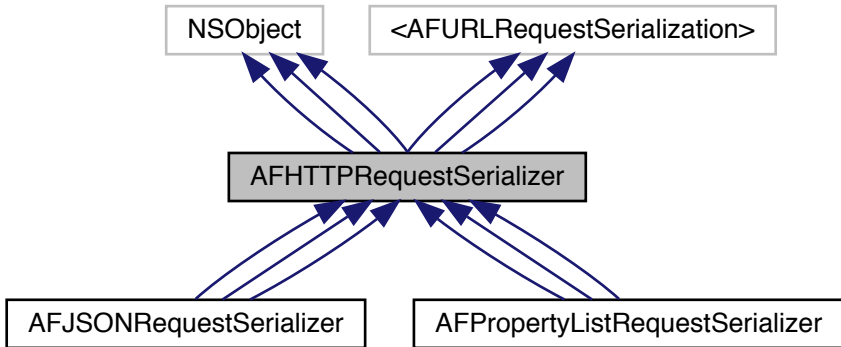 NSObject
<AFURLRequestSerialization>
AFHTTPRequestSerializer
AFJSONRequestSerializer
AFPropertyListRequestSerializer